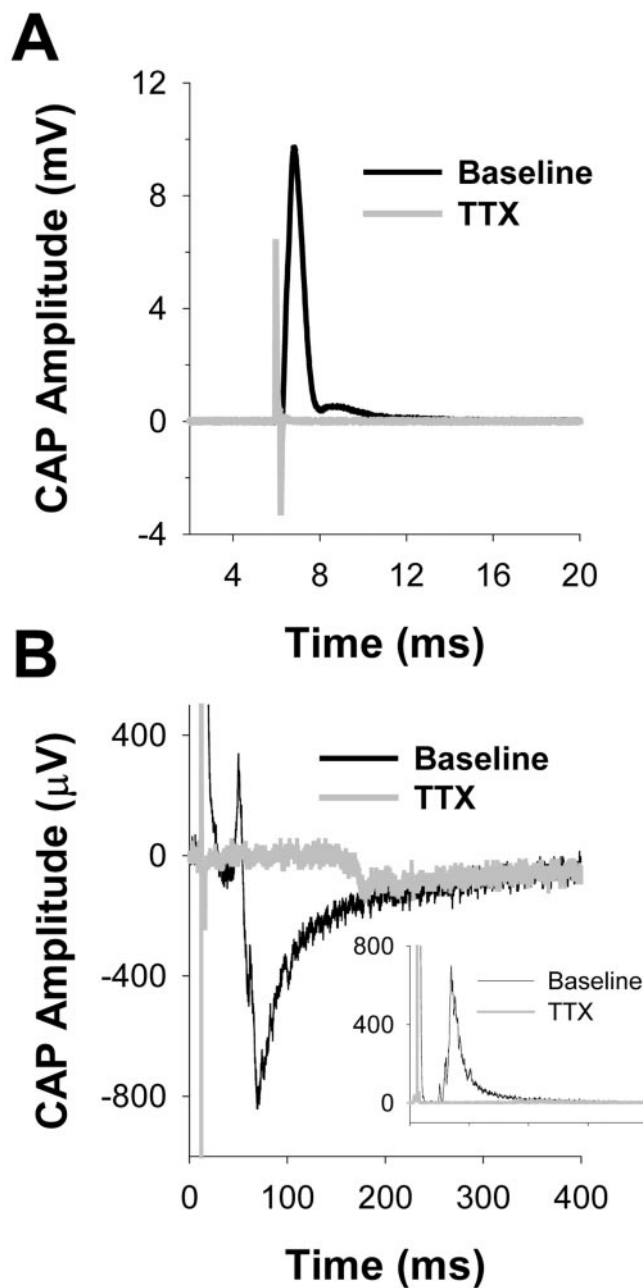 A
CAP Amplitude (mV)
12
8
4
0
-4
Baseline
TTX
4 8 12 16 20
Time (ms)
B
CAP Amplitude (μV)
400
0
-400
-800
Baseline
TTX
800
400
0
Baseline
TTX
0 100 200 300 400
Time (ms)